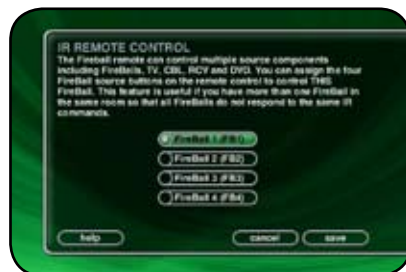 IR REMOTE CONTROL
The Fireball remote can control multiple source components
including FireBalls, TV, CBL, RCV and DVD. You can assign the four
FireBall source buttons on the remote control to control THIS
FireBall. This feature is useful if you have more than one FireBall in
the same room so that all FireBalls do not respond to the same IR
commands.
FireBall 1 (FB1)
FireBall 2 (FB2)
FireBall 3 (FB3)
FireBall 4 (FB4)
help
cancel
save